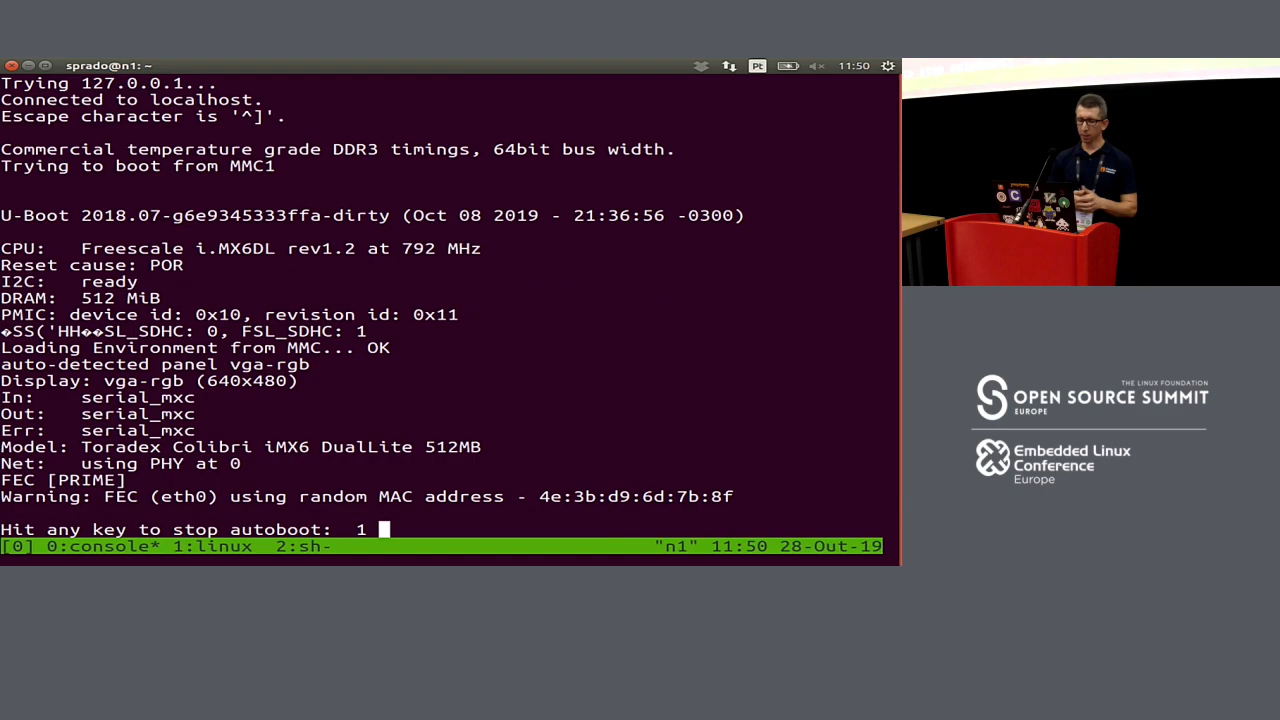 sprado@n1: ~
Pt
11:50
Trying 127.0.0.1...
Connected to localhost.
Escape character is '^]'.
Commercial temperature grade DDR3 timings, 64bit bus width.
Trying to boot from MMC1
U-Boot 2018.07-g6e9345333ffa-dirty (Oct 08 2019 - 21:36:56 -0300)
CPU:   Freescale i.MX6DL rev1.2 at 792 MHz
Reset cause: POR
I2C:   ready
DRAM:  512 MiB
PMIC: device id: 0x10, revision id: 0x11
�SS('HH��SL_SDHC: 0, FSL_SDHC: 1
Loading Environment from MMC... OK
auto-detected panel vga-rgb
Display: vga-rgb (640x480)
In:    serial_mxc
Out:   serial_mxc
Err:   serial_mxc
Model: Toradex Colibri iMX6 DualLite 512MB
Net:   using PHY at 0
FEC [PRIME]
Warning: FEC (eth0) using random MAC address - 4e:3b:d9:6d:7b:8f
Hit any key to stop autoboot:  1
[0] 0:console* 1:linux  2:sh-
"n1" 11:50 28-Oct-19
THE LINUX FOUNDATION
OPEN SOURCE SUMMIT
EUROPE
Embedded Linux
Conference
Europe